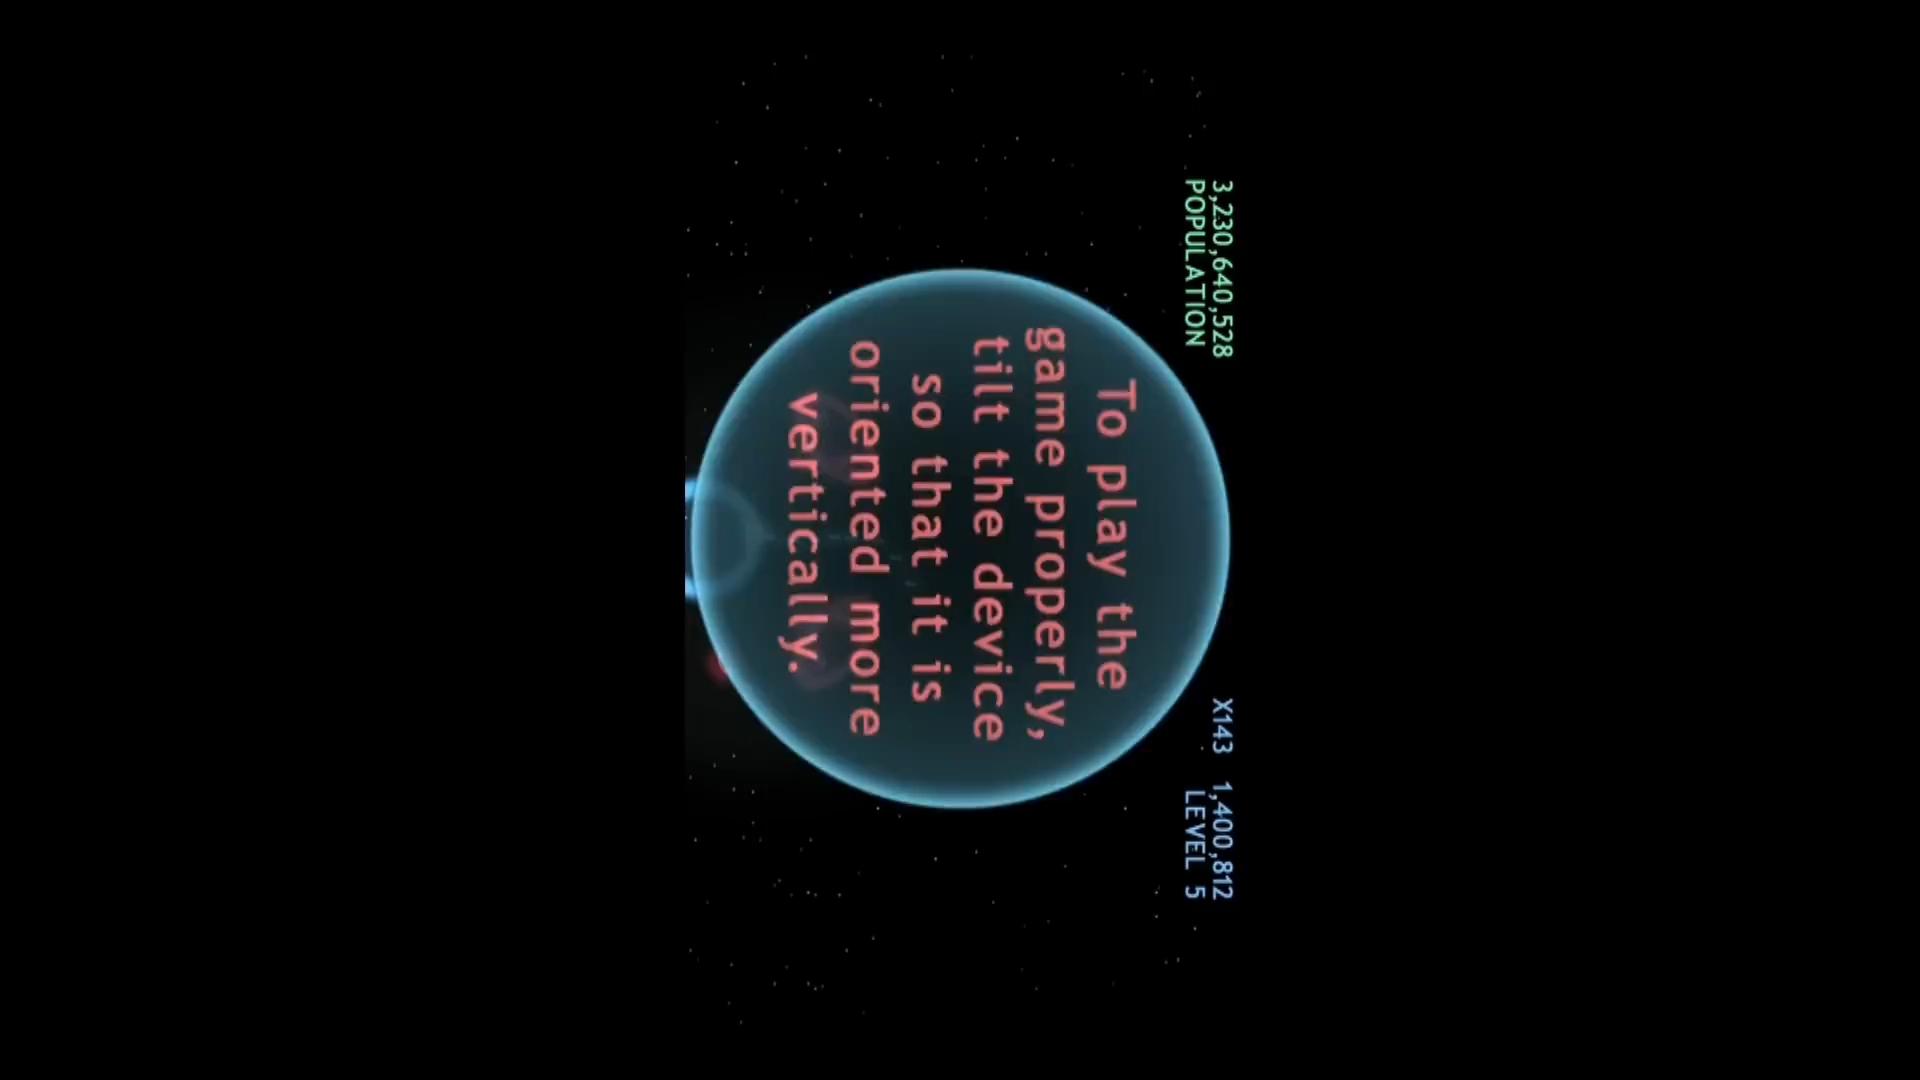 3,230,640,528
POPULATION
X143 1,400,812
LEVEL 5
To play the
game properly,
tilt the device
so that it is
oriented more
vertically.